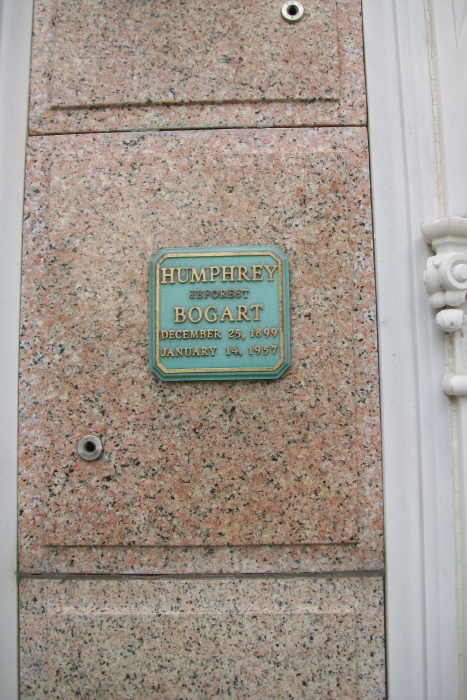 HUMPHREY
DEFOREST
BOGART
DECEMBER 25, 1899
JANUARY 14, 1957